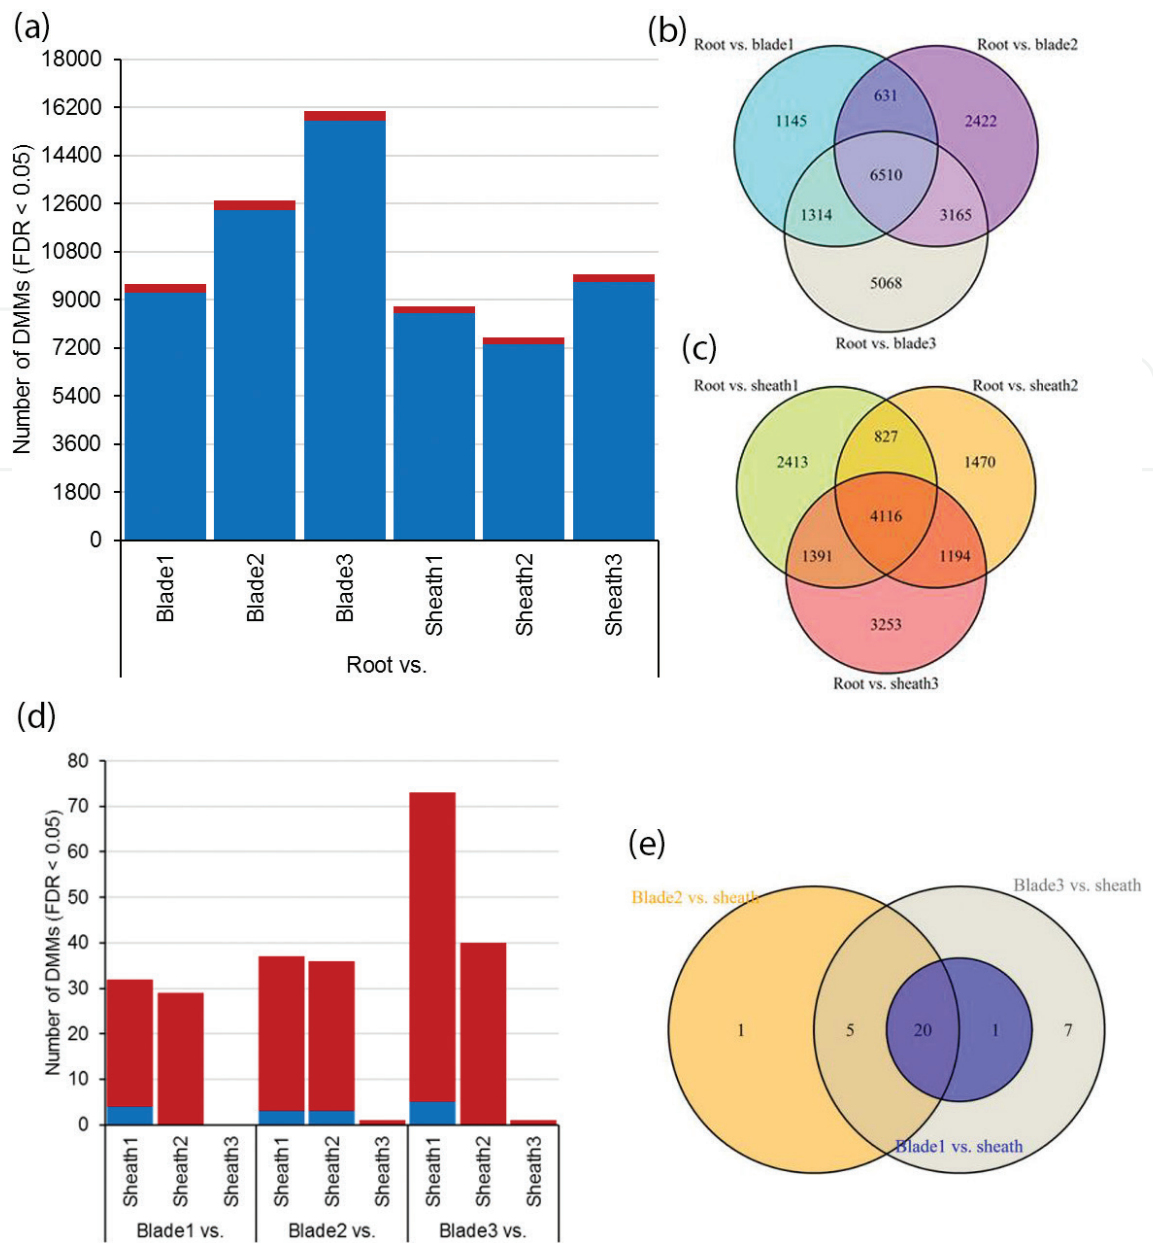 (a)
Number of DMMs (FDR < 0.05)
18000
16200
14400
12600
10800
9000
7200
5400
3600
1800
0
Blade1
Blade2
Blade3
Sheath1
Sheath2
Sheath3
Root vs.
(b)
Root vs. blade1
Root vs. blade2
631
1145
2422
6510
1314
3165
5068
Root vs. blade3
(c)
Root vs. sheath1
Root vs. sheath2
827
2413
1470
4116
1391
1194
3253
Root vs. sheath3
(d)
Number of DMMs (FDR < 0.05)
80
70
60
50
40
30
20
10
0
Sheath1
Sheath2
Sheath3
Sheath1
Sheath2
Sheath3
Sheath1
Sheath2
Sheath3
Blade1 vs.
Blade2 vs.
Blade3 vs.
(e)
Blade2 vs. sheath
Blade3 vs. sheath
1
5
20
1
7
Blade1 vs. sheath